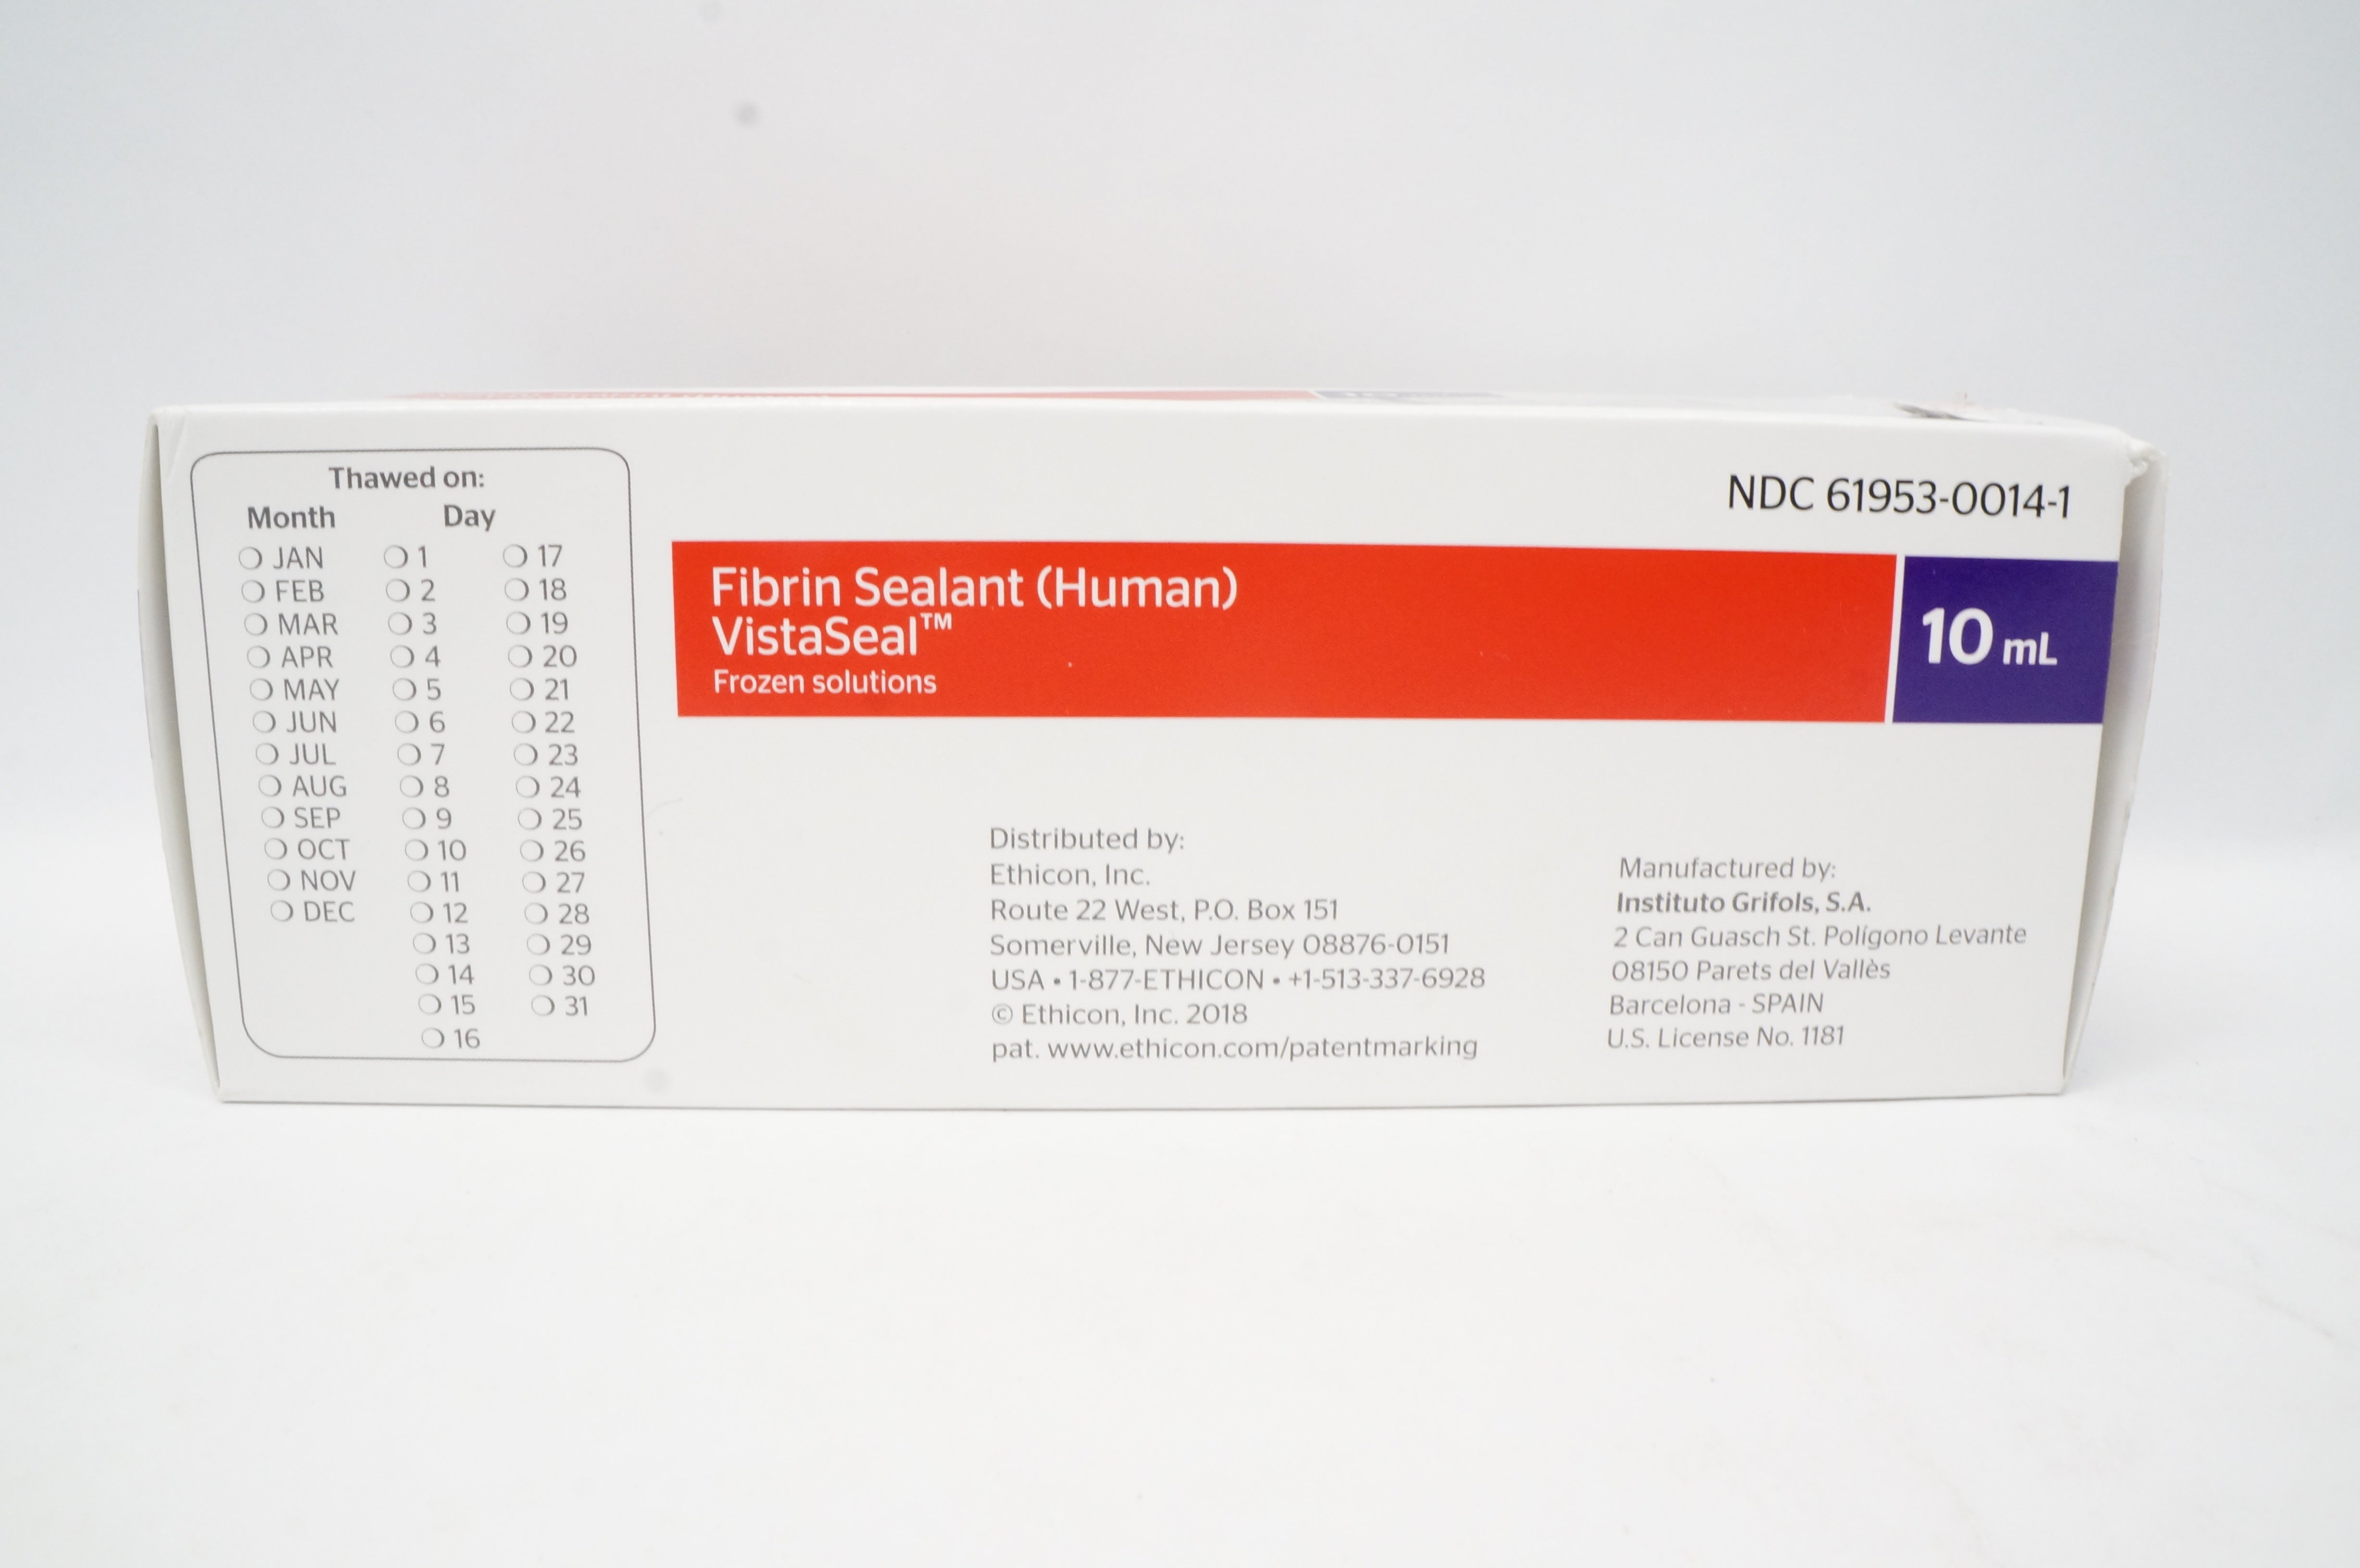 Thawed on:
Month Day
JAN 1 17
FEB 2 18
MAR 3 19
APR 4 20
MAY 5 21
JUN 6 22
JUL 7 23
AUG 8 24
SEP 9 25
OCT 10 26
NOV 11 27
DEC 12 28
13 29
14 30
15 31
16
NDC 61953-0014-1
Fibrin Sealant (Human)
VistaSeal™
Frozen solutions
10 mL
Distributed by:
Ethicon, Inc.
Route 22 West, P.O. Box 151
Somerville, New Jersey 08876-0151
USA • 1-877-ETHICON • +1-513-337-6928
© Ethicon, Inc. 2018
pat. www.ethicon.com/patentmarking
Manufactured by:
Instituto Grifols, S.A.
2 Can Guasch St. Polígono Levante
08150 Parets del Vallès
Barcelona - SPAIN
U.S. License No. 1181